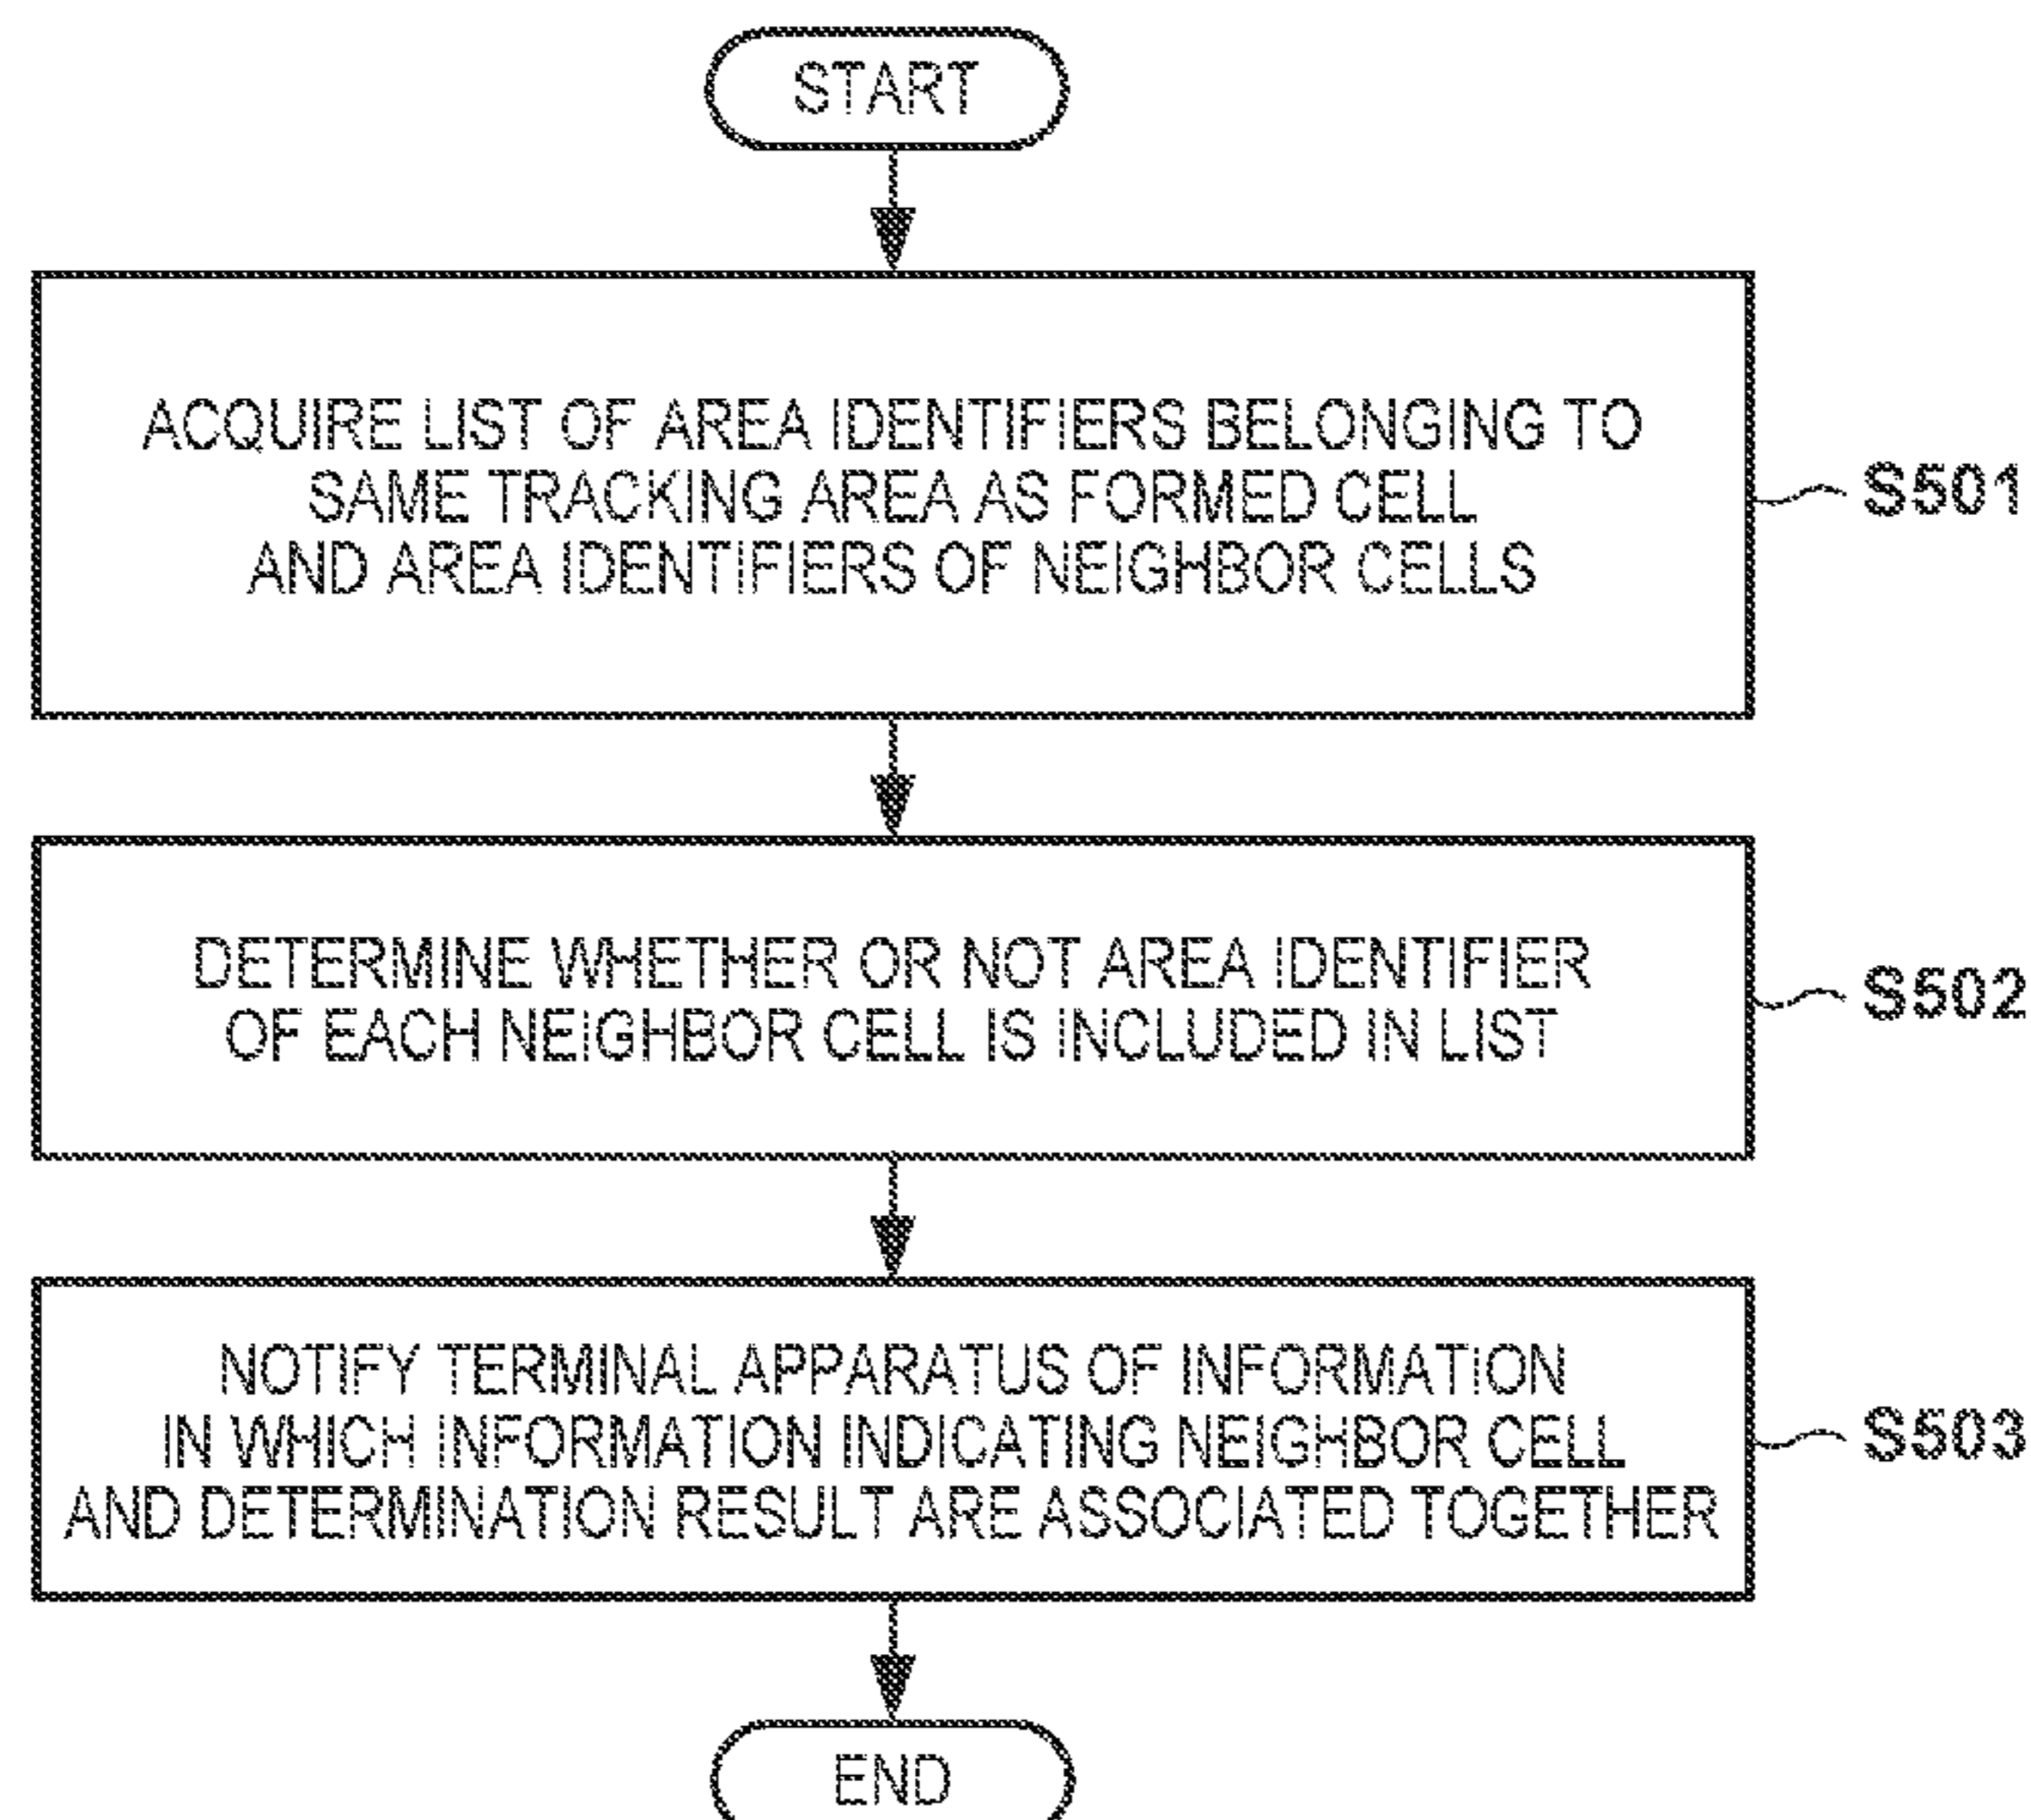 START
ACQUIRE LIST OF AREA IDENTIFIERS BELONGING TO
SAME TRACKING AREA AS FORMED CELL
AND AREA IDENTIFIERS OF NEIGHBOR CELLS
S501
DETERMINE WHETHER OR NOT AREA IDENTIFIER
OF EACH NEIGHBOR CELL IS INCLUDED IN LIST
S502
NOTIFY TERMINAL APPARATUS OF INFORMATION
IN WHICH INFORMATION INDICATING NEIGHBOR CELL
AND DETERMINATION RESULT ARE ASSOCIATED TOGETHER
S503
END